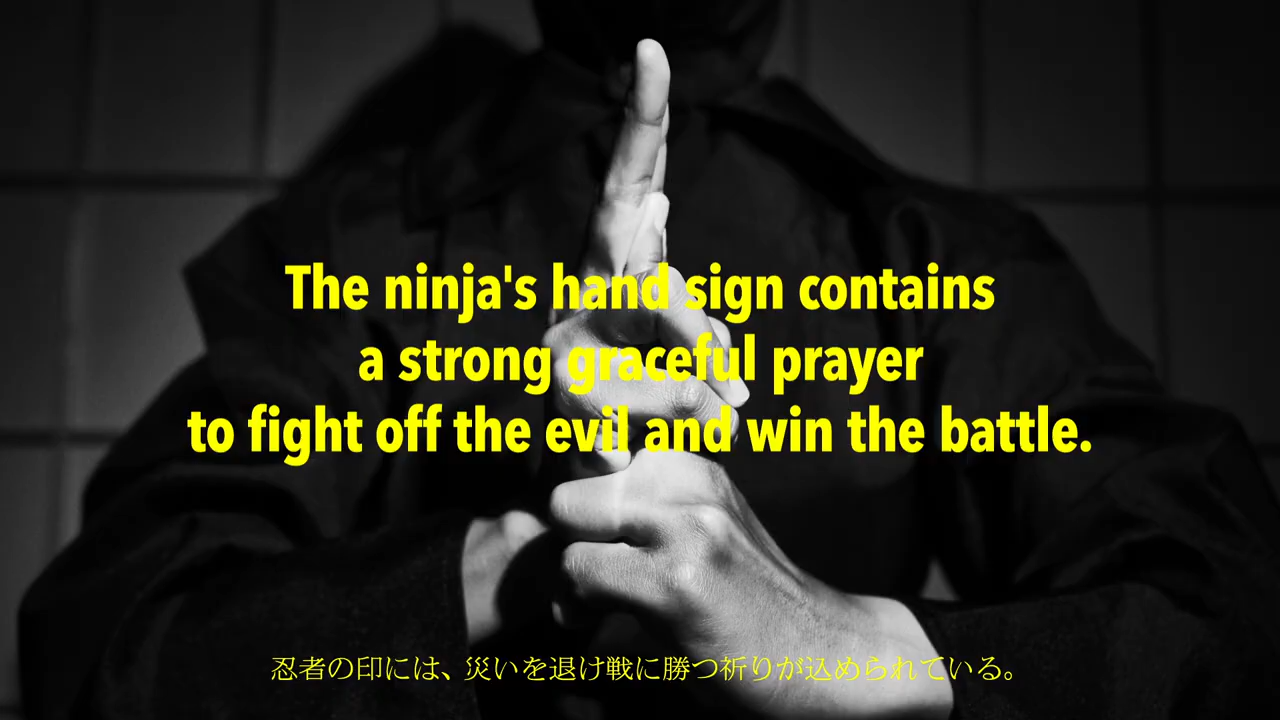 The ninja's hand sign contains
a strong graceful prayer
to fight off the evil and win the battle.
忍者の印には、災いを退け戦に勝つ祈りが込められている。